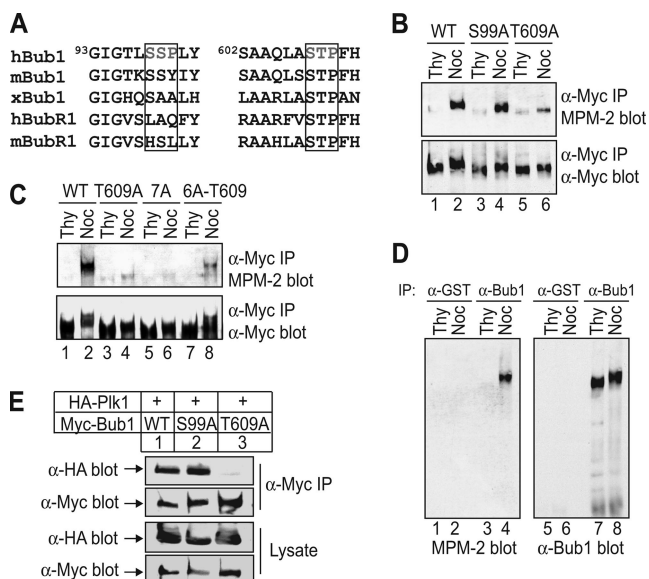 A
hBub1 93GIGTLSSPLY 602SAAQLASTPFH
mBub1 GIGTKSSYIY SAAQLSSTPFH
xBub1 GIGHQSAALH LAARLASTPAN
hBubR1 GIGVSLAQFY RAARFVSTPFH
mBubR1 GIGVSHSLLY RAAHLASTPFH
B
WT S99A T609A
Thy Noc Thy Noc Thy Noc
α-Myc IP
MPM-2 blot
α-Myc IP
α-Myc blot
1 2 3 4 5 6
C
WT T609A 7A 6A-T609
Thy Noc Thy Noc Thy Noc Thy Noc
α-Myc IP
MPM-2 blot
α-Myc IP
α-Myc blot
1 2 3 4 5 6 7 8
D
IP: α-GST α-Bub1 α-GST α-Bub1
Thy Noc Thy Noc Thy Noc Thy Noc
1 2 3 4 5 6 7 8
MPM-2 blot α-Bub1 blot
E
HA-Plk1 + + +
Myc-Bub1 WT S99A T609A
1 2 3
α-HA blot
α-Myc blot
α-Myc IP
α-HA blot
α-Myc blot
Lysate